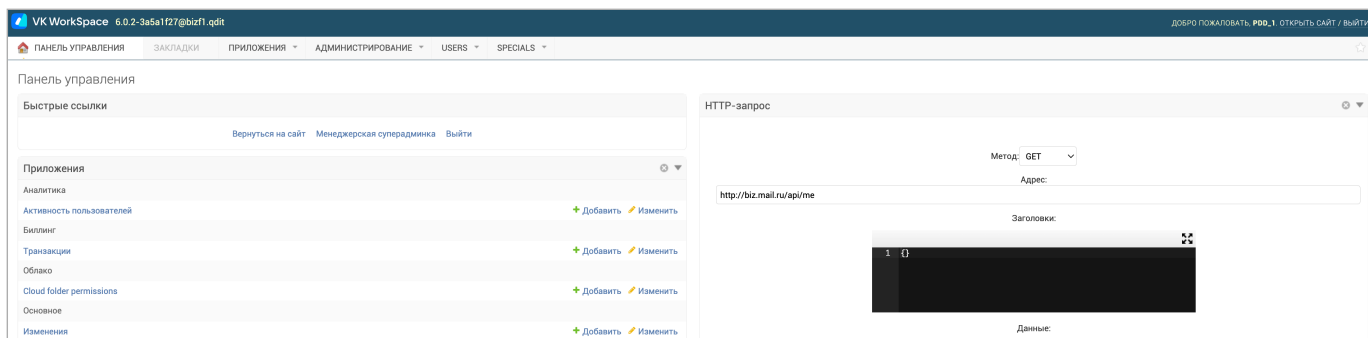 VK WorkSpace 6.0.2-3a5a1f27@bizf1.qdit
ДОБРО ПОЖАЛОВАТЬ, PDD_1. ОТКРЫТЬ САЙТ / ВЫЙТИ
ПАНЕЛЬ УПРАВЛЕНИЯ ЗАКЛАДКИ ПРИЛОЖЕНИЯ АДМИНИСТРИРОВАНИЕ USERS SPECIALS
Панель управления
Быстрые ссылки
Вернуться на сайт Менеджерская суперадминка Выйти
Приложения
Аналитика
Активность пользователей Добавить Изменить
Биллинг
Транзакции Добавить Изменить
Облако
Cloud folder permissions Добавить Изменить
Основное
Изменения Добавить Изменить
HTTP-запрос
Метод: GET
Адрес:
http://biz.mail.ru/api/me
Заголовки:
1 {}
Данные: